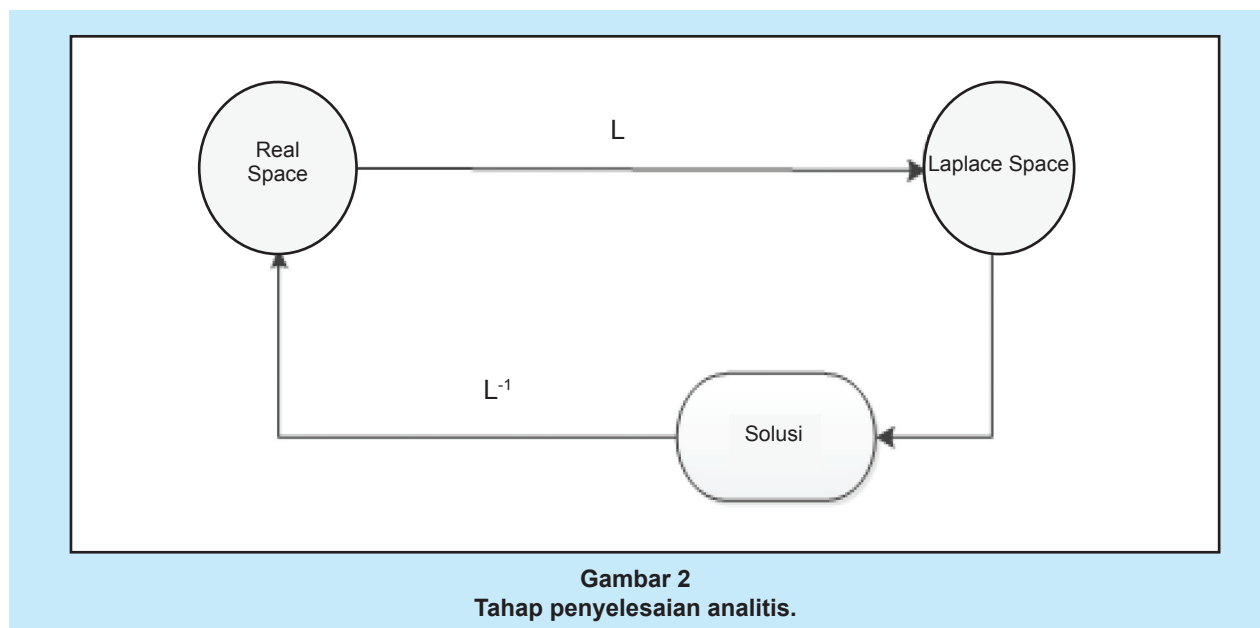 Real
Space
L
Laplace Space
L⁻¹
Solusi
Gambar 2
Tahap penyelesaian analitis.